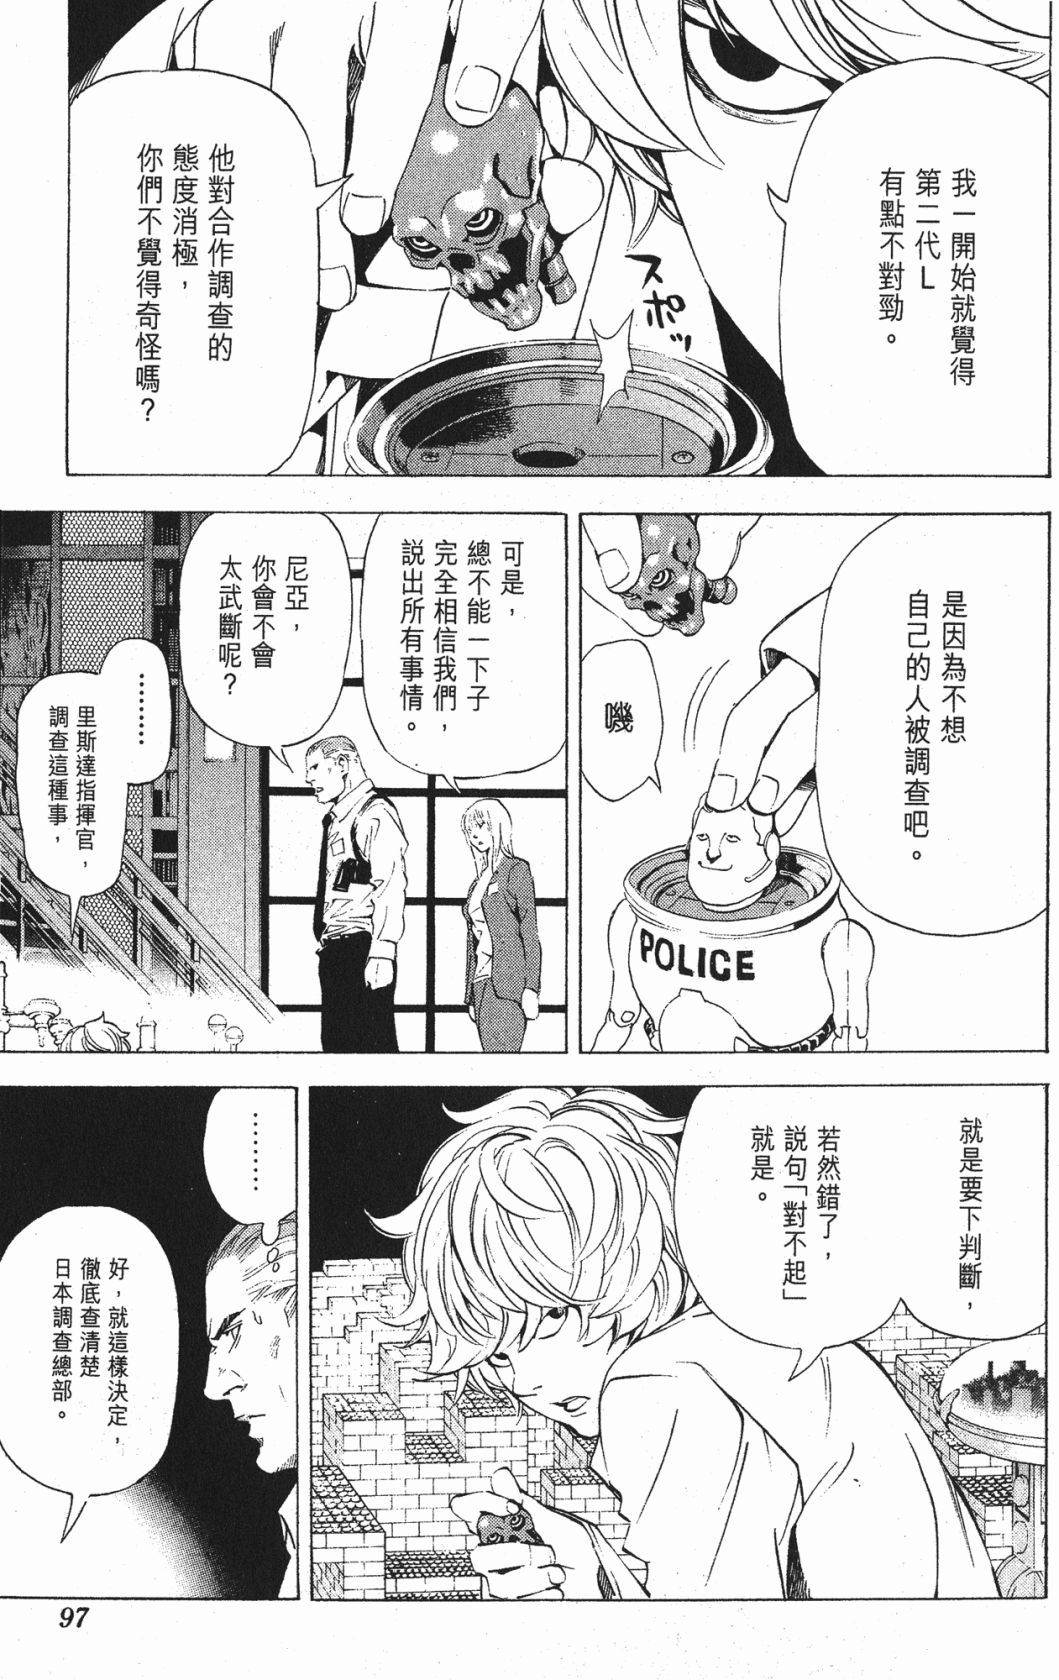 我一開始就覺得
第二代L
有點不對勁。
スポッ
他對合作調查的
態度消極，
你們不覺得奇怪嗎？
是因為不想
自己的人被調查吧。
嘰
POLICE
可是，
總不能一下子
完全相信我們，
說出所有事情。
尼亞，
你會不會
太武斷呢？
………
里斯達指揮官，
調查這種事，
就是要下判斷，
若然錯了，
說句「對不起」
就是。
………
好，就這樣決定，
徹底查清楚
日本調查總部。
97